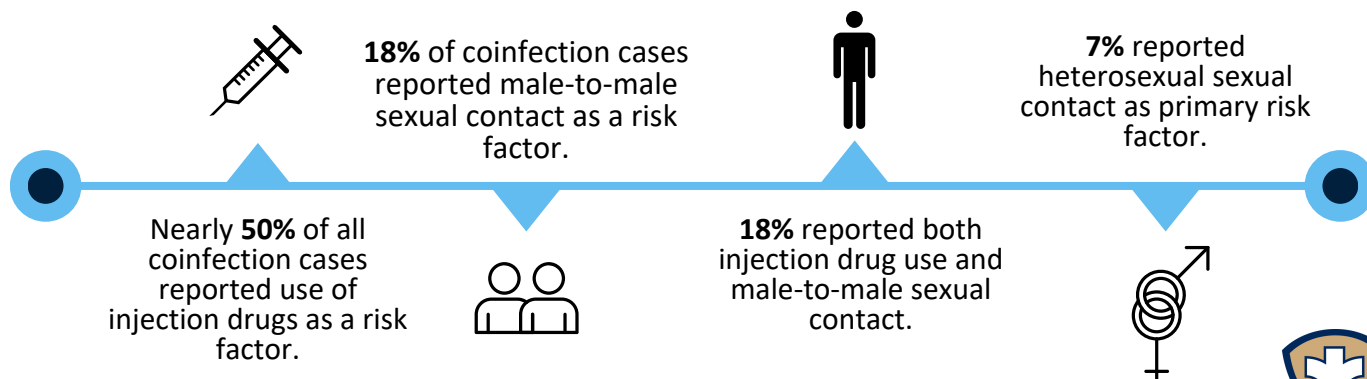 Nearly 50% of all
coinfection cases
reported use of
injection drugs as a risk
factor.
18% of coinfection cases
reported male-to-male
sexual contact as a risk
factor.
18% reported both
injection drug use and
male-to-male sexual
contact.
7% reported
heterosexual sexual
contact as primary risk
factor.